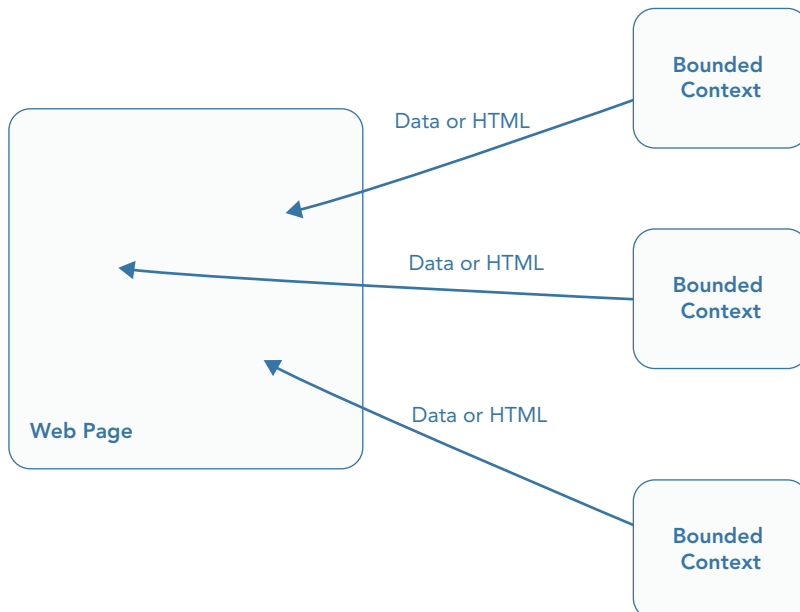 Bounded
Context
Data or HTML
Data or HTML
Bounded
Context
Data or HTML
Web Page
Bounded
Context